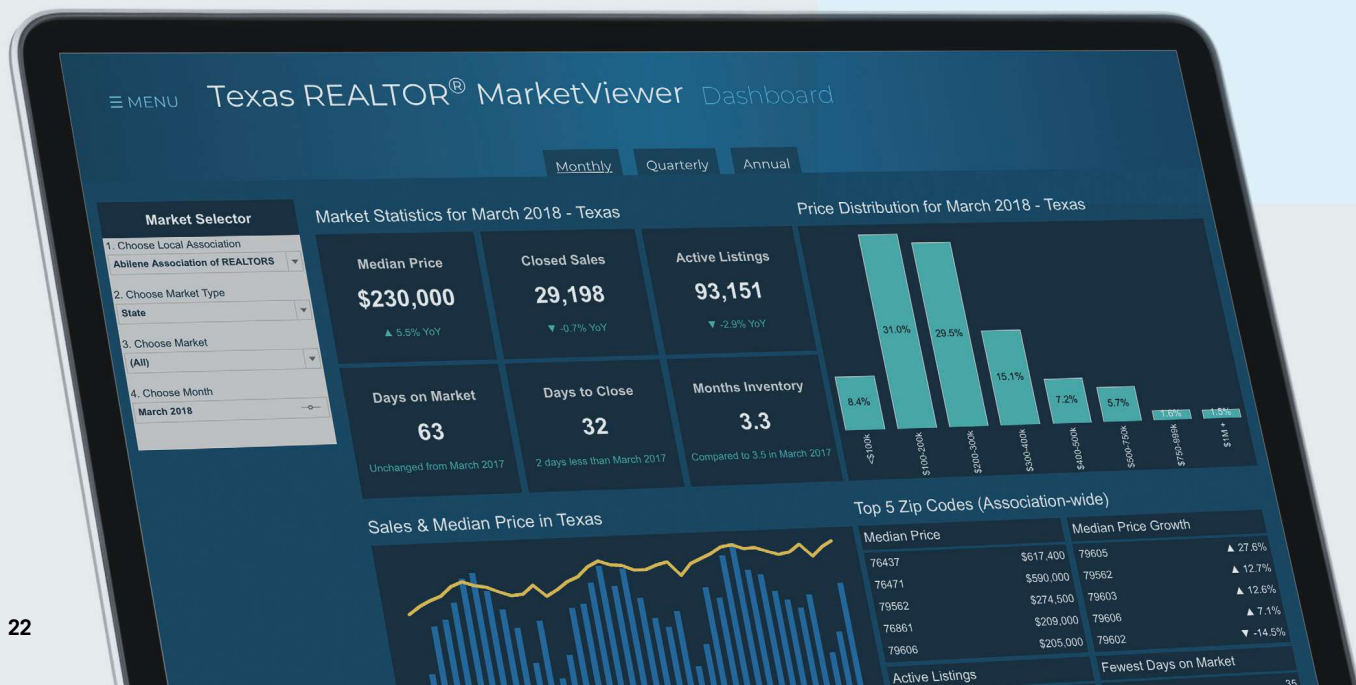 ☰ MENU Texas REALTOR® MarketViewer Dashboard
Monthly Quarterly Annual
Market Selector
1. Choose Local Association
Abilene Association of REALTORS
2. Choose Market Type
State
3. Choose Market
(All)
4. Choose Month
March 2018
Market Statistics for March 2018 - Texas
Median Price
$230,000
▲ 5.5% YoY
Closed Sales
29,198
▼ -0.7% YoY
Active Listings
93,151
▼ -2.9% YoY
Days on Market
63
Unchanged from March 2017
Days to Close
32
2 days less than March 2017
Months Inventory
3.3
Compared to 3.5 in March 2017
Price Distribution for March 2018 - Texas
8.4% 31.0% 29.5% 15.1% 7.2% 5.7% 1.6% 1.5%
<$100k $100-200k $200-300k $300-400k $400-500k $500-750k $750-999k $1M +
Sales & Median Price in Texas
Top 5 Zip Codes (Association-wide)
Median Price
76437 $617,400
76471 $590,000
79562 $274,500
76861 $209,000
79606 $205,000
Median Price Growth
79605 ▲ 27.6%
79562 ▲ 12.7%
79603 ▲ 12.6%
79606 ▲ 7.1%
79602 ▼ -14.5%
Active Listings
Fewest Days on Market
35
22